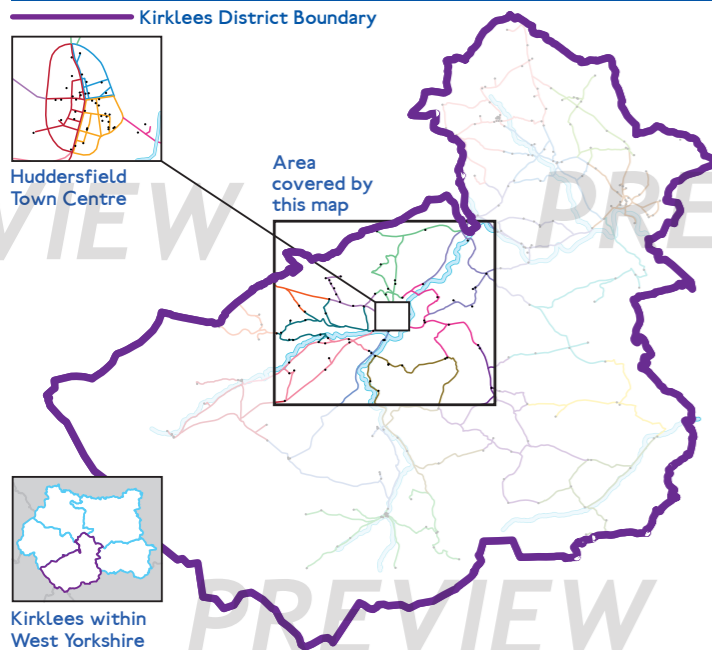 Kirklees District Boundary
Huddersfield
Town Centre
Area
covered by
this map
VIEW
PRE
Kirklees within
West Yorkshire
PREVIEW